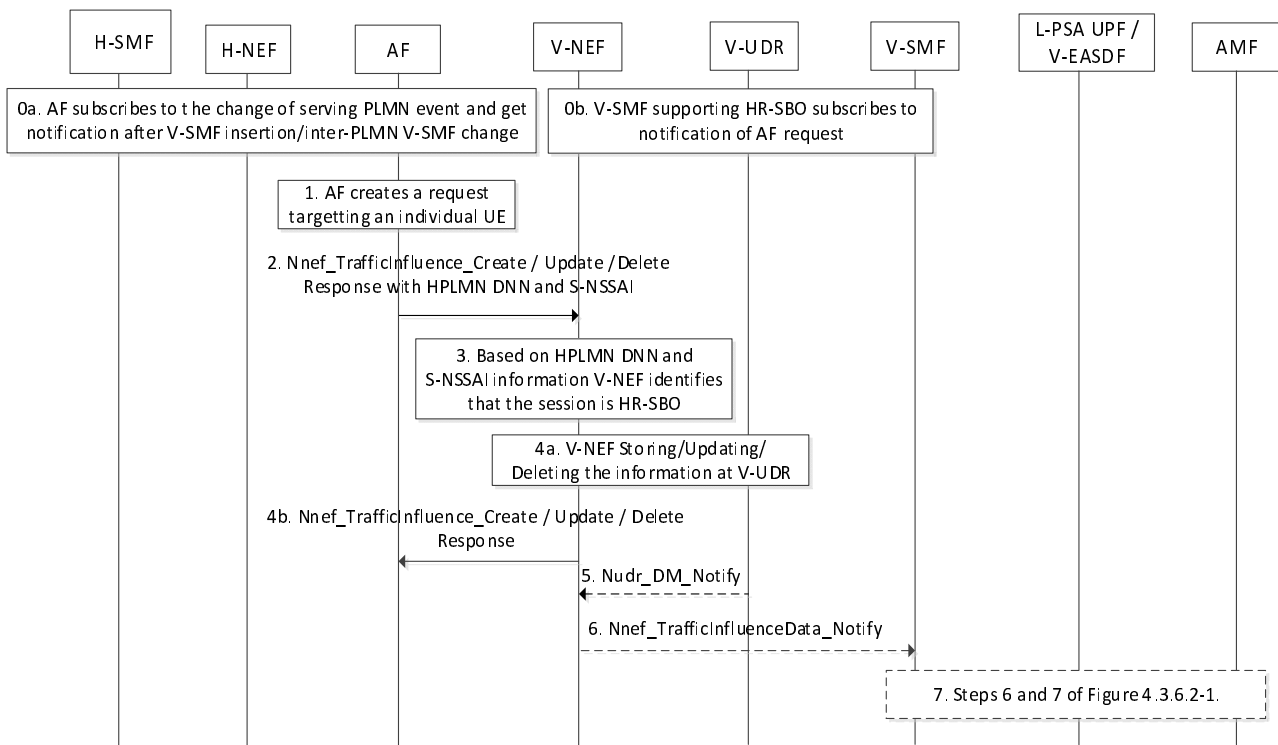 H-SMF
H-NEF
AF
V-NEF
V-UDR
V-SMF
L-PSA UPF /
V-EASDF
AMF
0a. AF subscribes to the change of serving PLMN event and get
notification after V-SMF insertion/inter-PLMN V-SMF change
0b. V-SMF supporting HR-SBO subscribes to
notification of AF request
1. AF creates a request
targetting an individual UE
2. Nnef_TrafficInfluence_Create / Update /Delete
Response with HPLMN DNN and S-NSSAI
3. Based on HPLMN DNN and
S-NSSAI information V-NEF identifies
that the session is HR-SBO
4a. V-NEF Storing/Updating/
Deleting the information at V-UDR
4b. Nnef_TrafficInfluence_Create / Update / Delete
Response
5. Nudr_DM_Notify
6. Nnef_TrafficInfluenceData_Notify
7. Steps 6 and 7 of Figure 4.3.6.2-1.